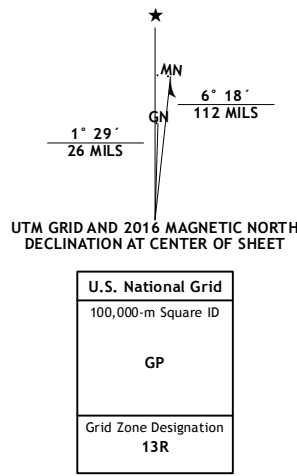 ★
MN
GN
6° 18´
112 MILS
1° 29´
26 MILS
UTM GRID AND 2016 MAGNETIC NORTH
DECLINATION AT CENTER OF SHEET
U.S. National Grid
100,000-m Square ID
GP
Grid Zone Designation
13R